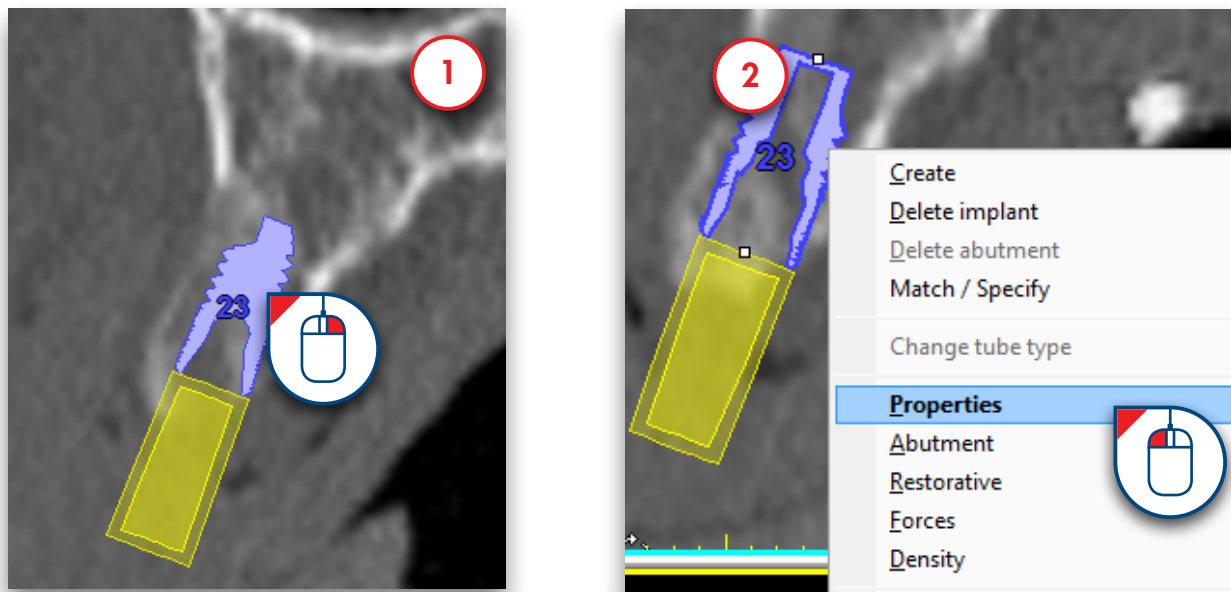 1
23
2
23
Create
Delete implant
Delete abutment
Match / Specify
Change tube type
Properties
Abutment
Restorative
Forces
Density